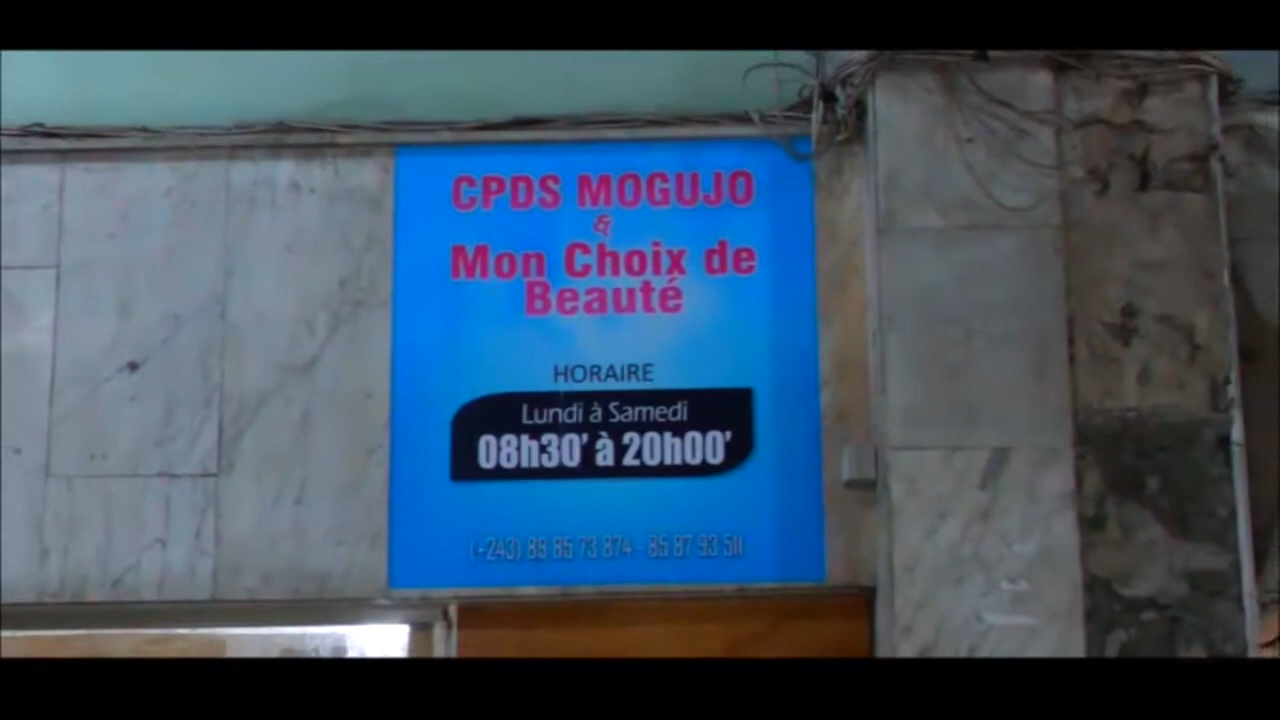 CPDS MOGUJO
&
Mon Choix de
Beauté
HORAIRE
Lundi à Samedi
08h30' à 20h00'
(+243) 89 85 73 874 - 85 87 93 511